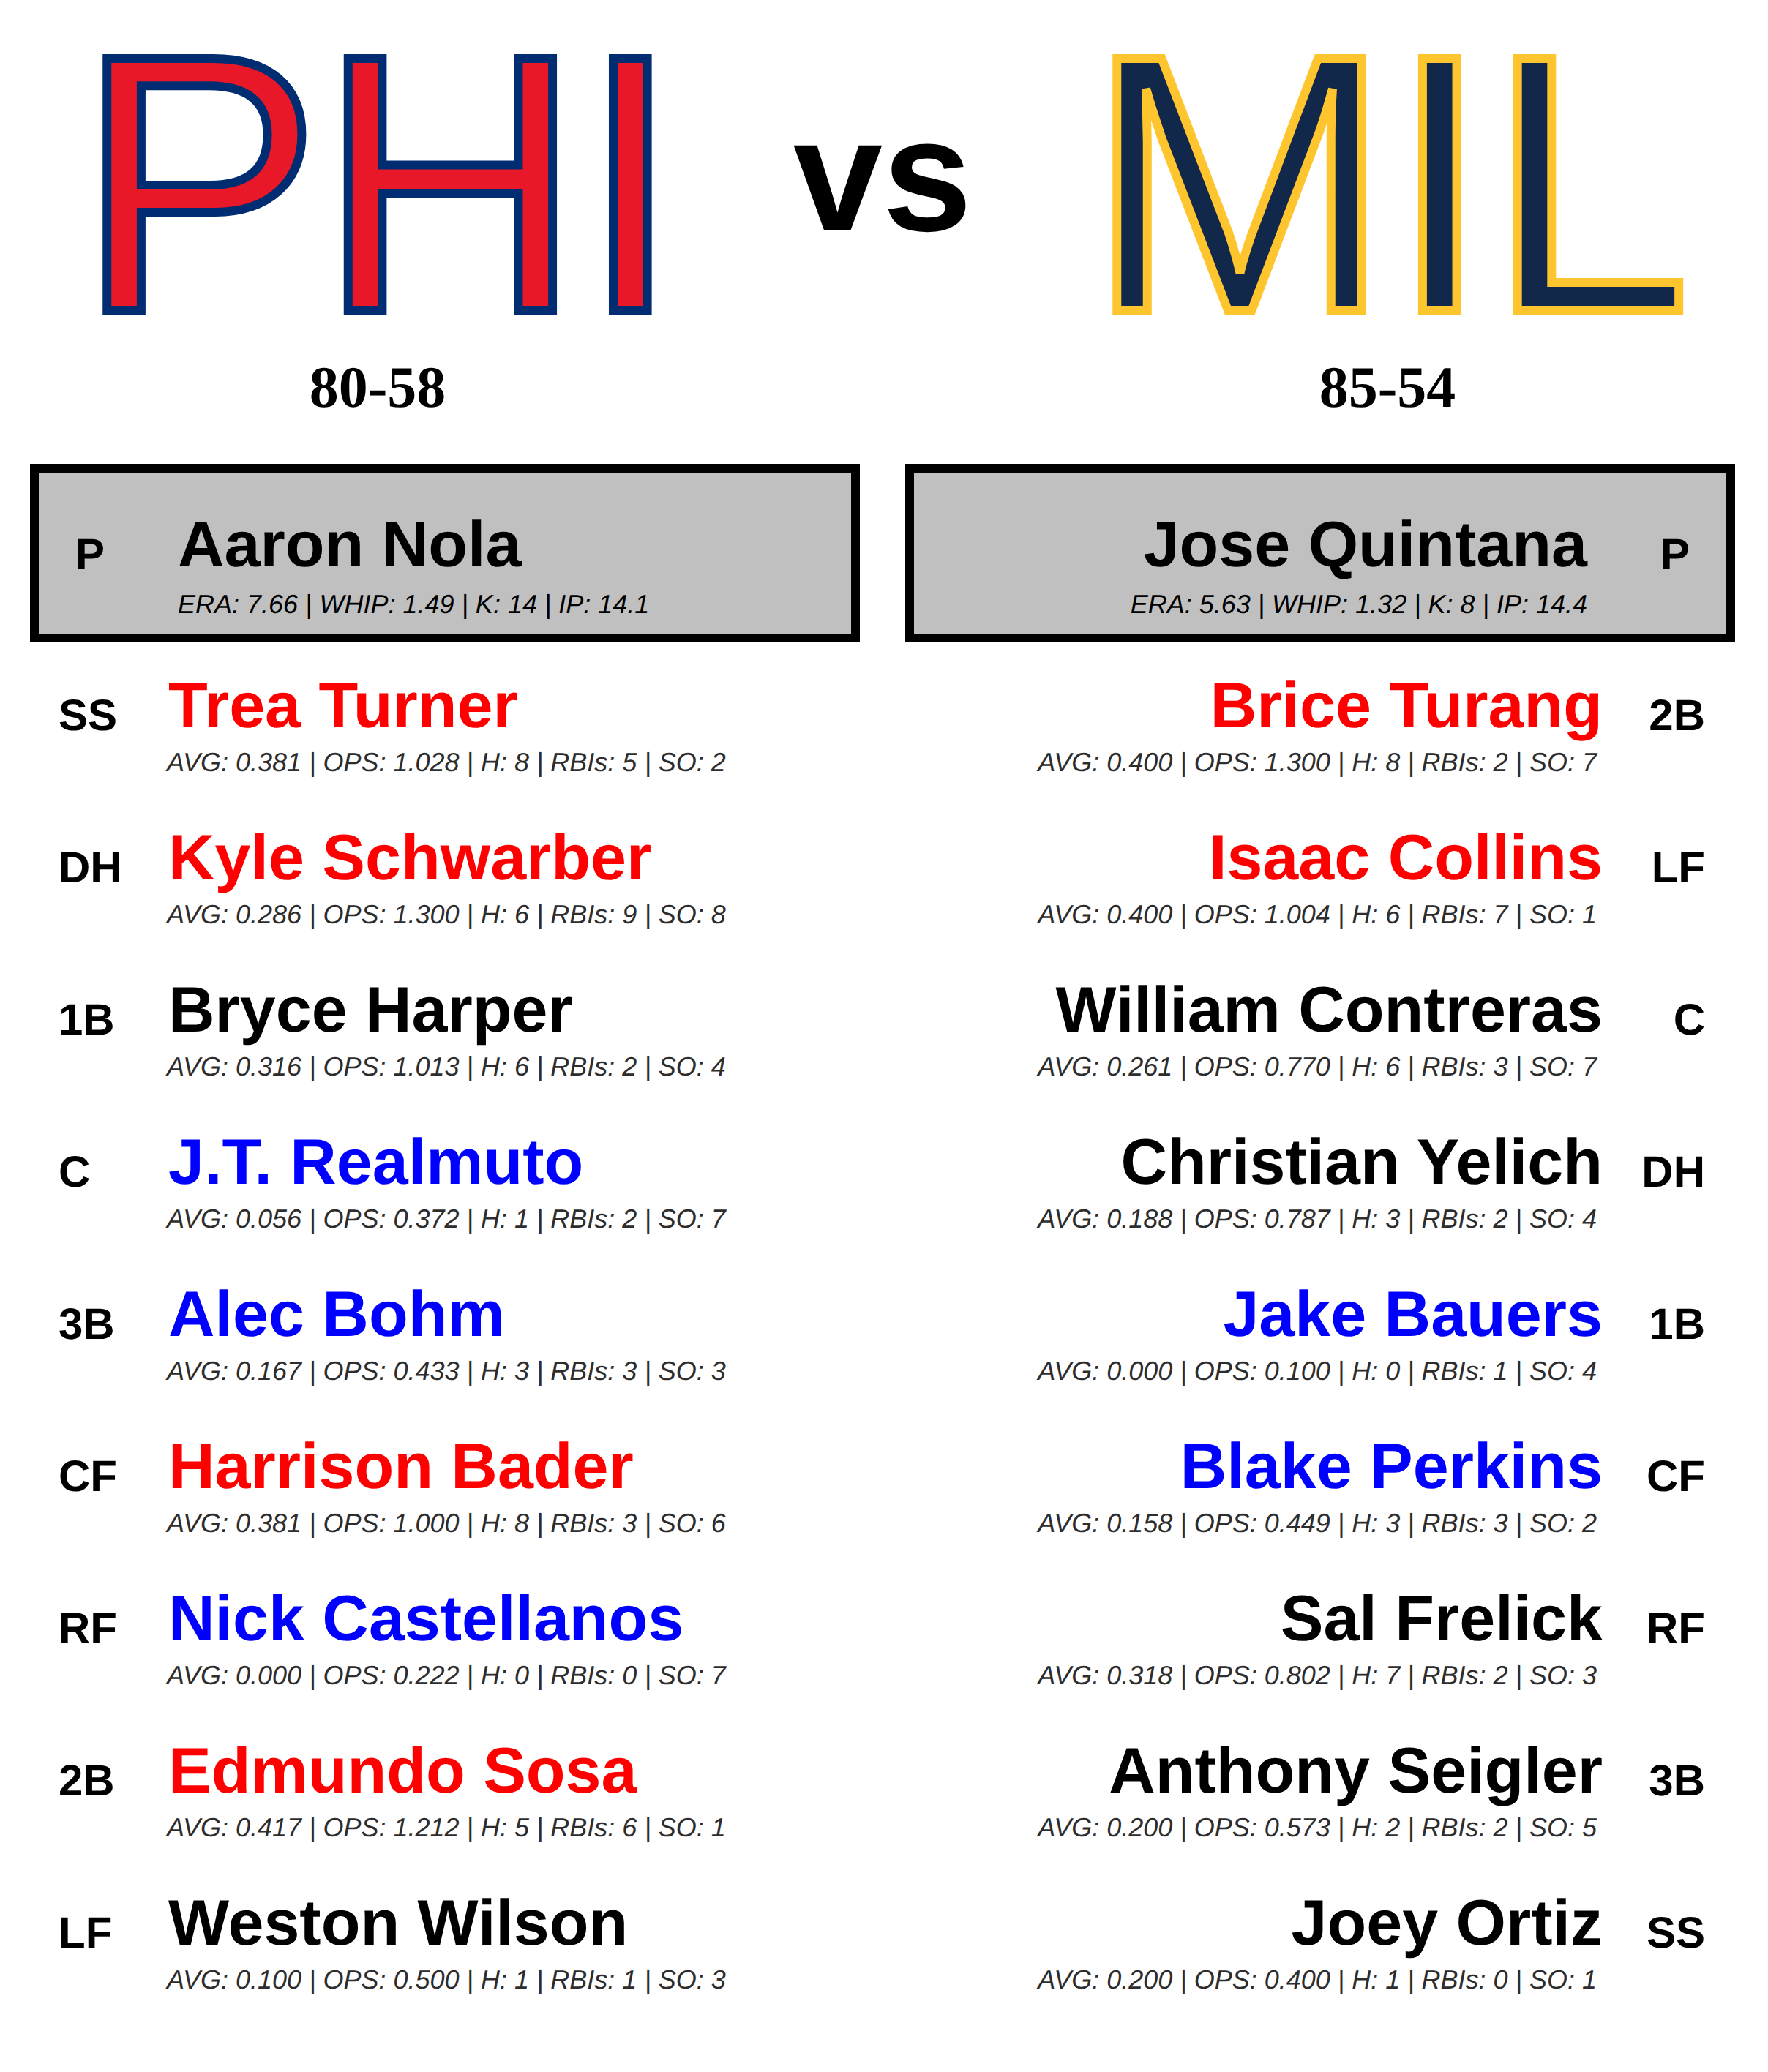 PHI
vs
MIL
80-58
85-54
P
Aaron Nola
ERA: 7.66 | WHIP: 1.49 | K: 14 | IP: 14.1
Jose Quintana
P
ERA: 5.63 | WHIP: 1.32 | K: 8 | IP: 14.4
SS
Trea Turner
AVG: 0.381 | OPS: 1.028 | H: 8 | RBIs: 5 | SO: 2
DH
Kyle Schwarber
AVG: 0.286 | OPS: 1.300 | H: 6 | RBIs: 9 | SO: 8
1B
Bryce Harper
AVG: 0.316 | OPS: 1.013 | H: 6 | RBIs: 2 | SO: 4
C
J.T. Realmuto
AVG: 0.056 | OPS: 0.372 | H: 1 | RBIs: 2 | SO: 7
3B
Alec Bohm
AVG: 0.167 | OPS: 0.433 | H: 3 | RBIs: 3 | SO: 3
CF
Harrison Bader
AVG: 0.381 | OPS: 1.000 | H: 8 | RBIs: 3 | SO: 6
RF
Nick Castellanos
AVG: 0.000 | OPS: 0.222 | H: 0 | RBIs: 0 | SO: 7
2B
Edmundo Sosa
AVG: 0.417 | OPS: 1.212 | H: 5 | RBIs: 6 | SO: 1
LF
Weston Wilson
AVG: 0.100 | OPS: 0.500 | H: 1 | RBIs: 1 | SO: 3
Brice Turang
2B
AVG: 0.400 | OPS: 1.300 | H: 8 | RBIs: 2 | SO: 7
Isaac Collins
LF
AVG: 0.400 | OPS: 1.004 | H: 6 | RBIs: 7 | SO: 1
William Contreras
C
AVG: 0.261 | OPS: 0.770 | H: 6 | RBIs: 3 | SO: 7
Christian Yelich
DH
AVG: 0.188 | OPS: 0.787 | H: 3 | RBIs: 2 | SO: 4
Jake Bauers
1B
AVG: 0.000 | OPS: 0.100 | H: 0 | RBIs: 1 | SO: 4
Blake Perkins
CF
AVG: 0.158 | OPS: 0.449 | H: 3 | RBIs: 3 | SO: 2
Sal Frelick
RF
AVG: 0.318 | OPS: 0.802 | H: 7 | RBIs: 2 | SO: 3
Anthony Seigler
3B
AVG: 0.200 | OPS: 0.573 | H: 2 | RBIs: 2 | SO: 5
Joey Ortiz
SS
AVG: 0.200 | OPS: 0.400 | H: 1 | RBIs: 0 | SO: 1